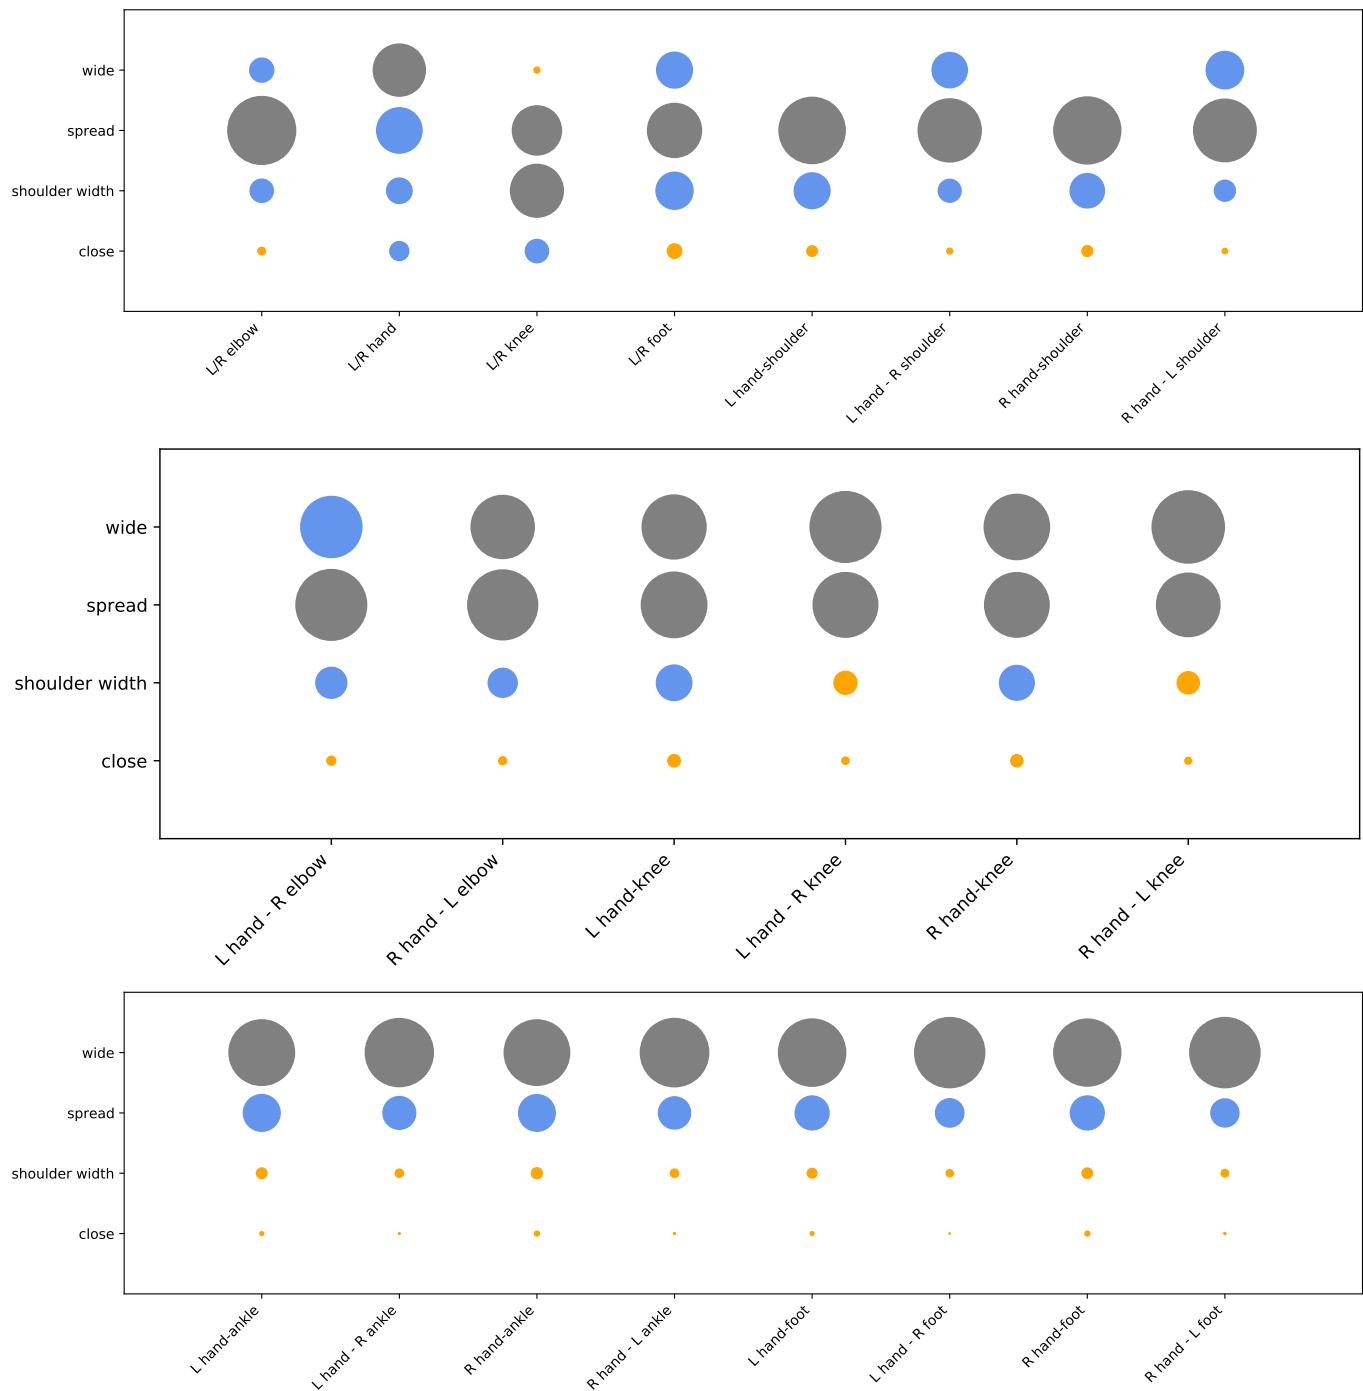 wide
spread
shoulder width
close
L/R elbow
L/R hand
L/R knee
L/R foot
L hand-shoulder
L hand - R shoulder
R hand-shoulder
R hand - L shoulder
wide
spread
shoulder width
close
L hand - R elbow
R hand - L elbow
L hand-knee
L hand - R knee
R hand-knee
R hand - L knee
wide
spread
shoulder width
close
L hand-ankle
L hand - R ankle
R hand-ankle
R hand - L ankle
L hand-foot
L hand - R foot
R hand-foot
R hand - L foot